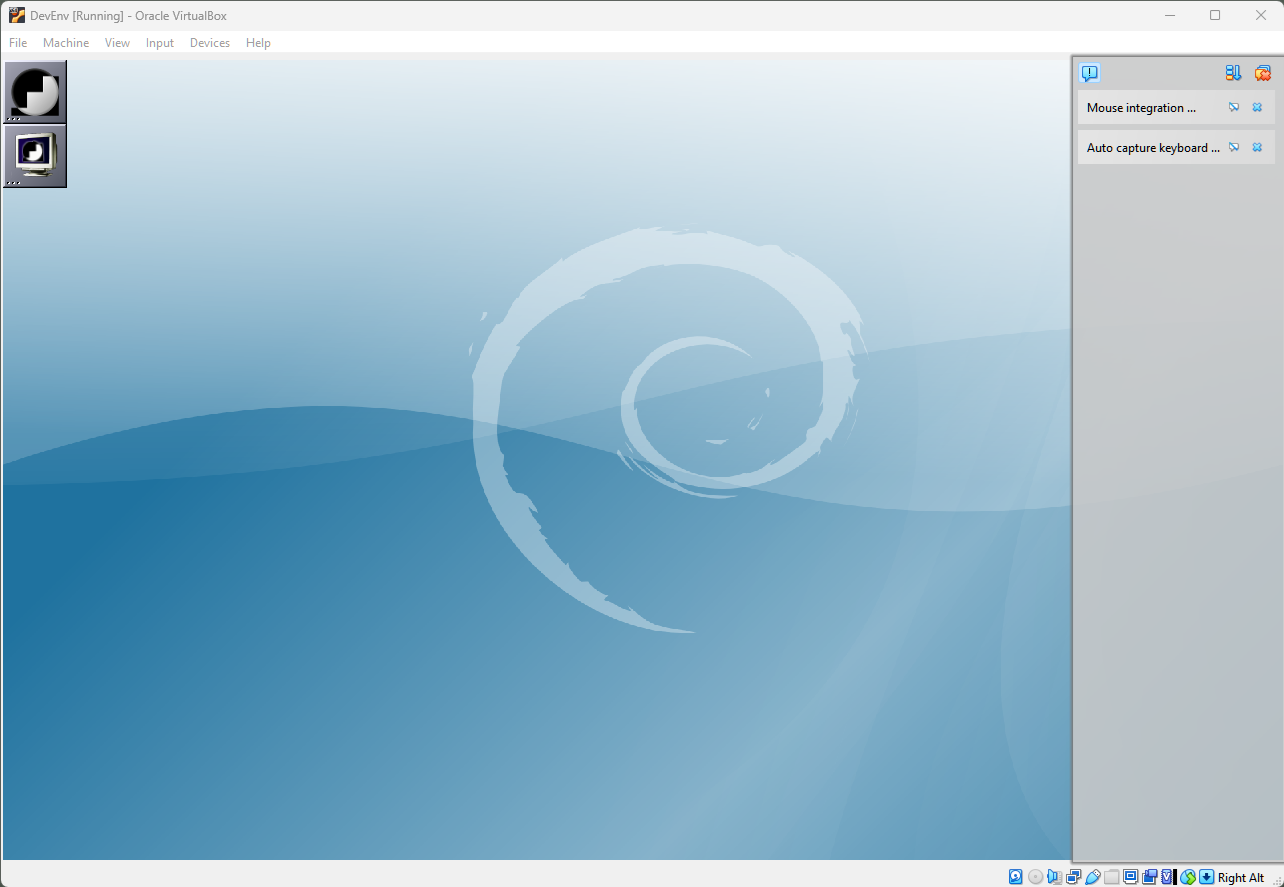 DevEnv [Running] - Oracle VirtualBox
File Machine View Input Devices Help
Mouse integration ...
Auto capture keyboard ...
Right Alt